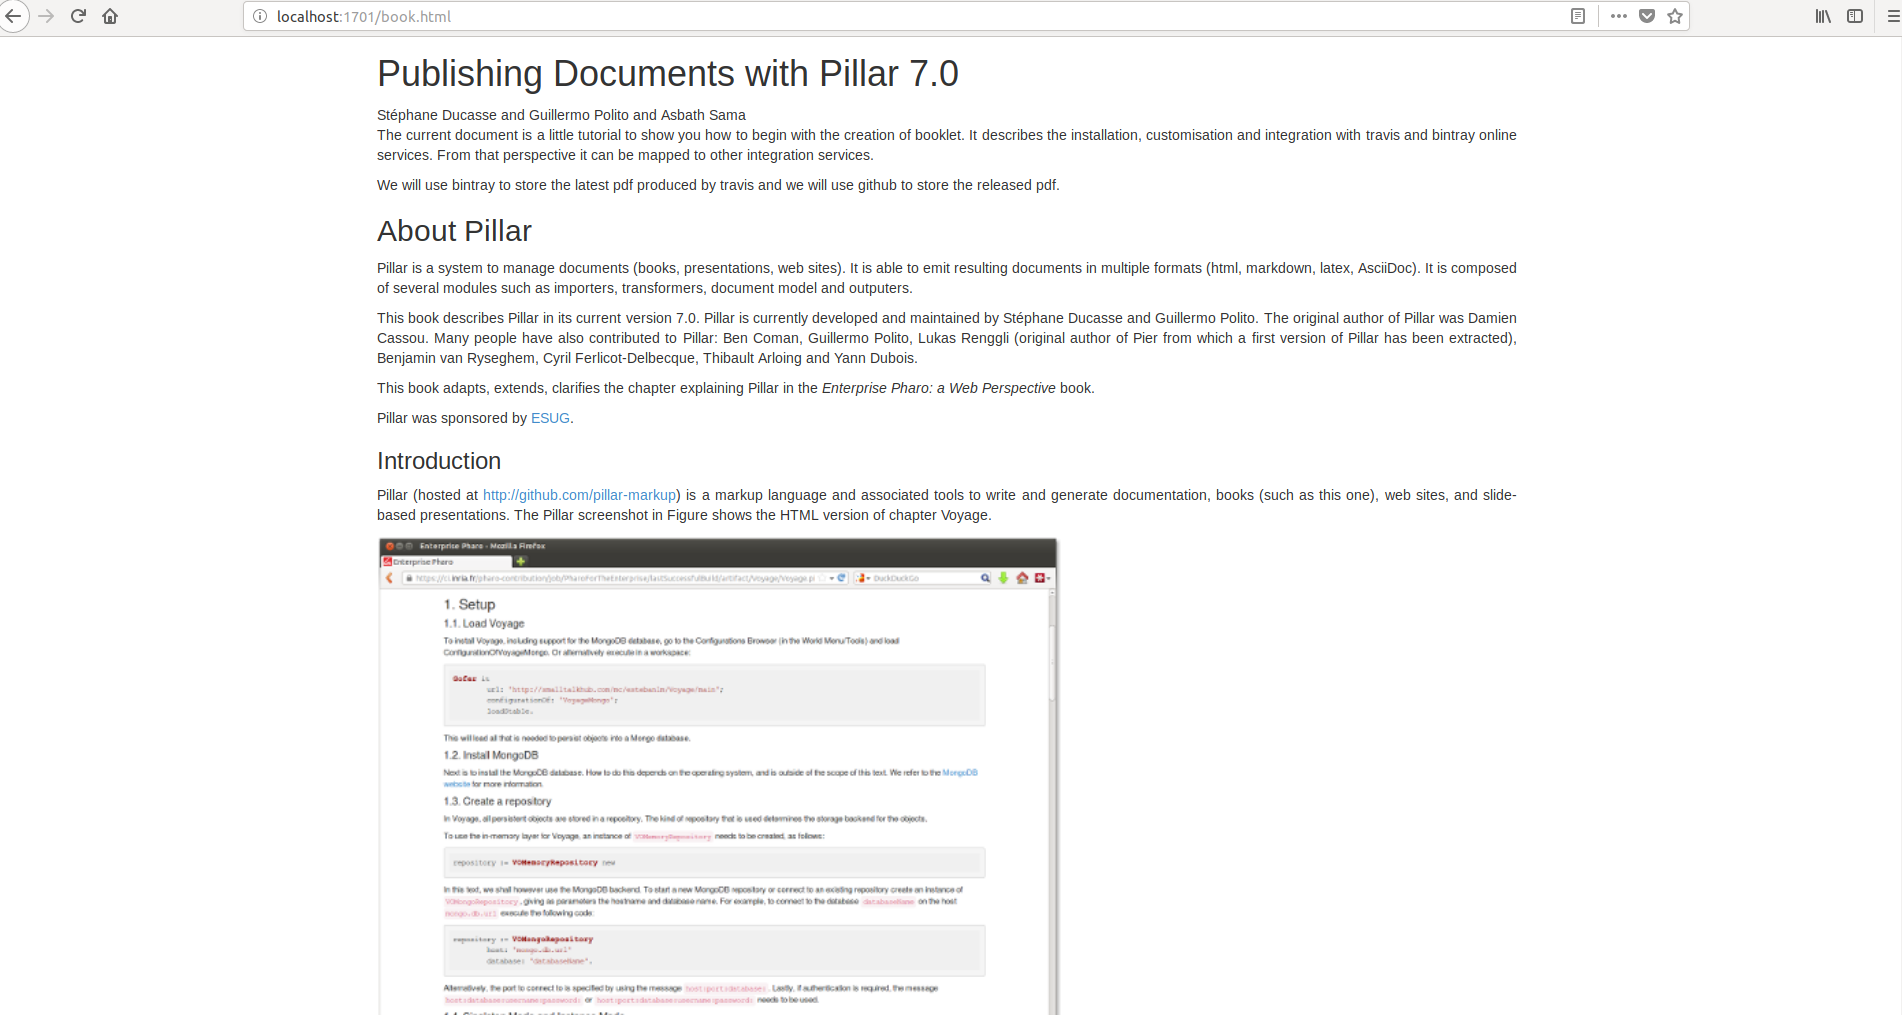 localhost:1701/book.html
Publishing Documents with Pillar 7.0
Stéphane Ducasse and Guillermo Polito and Asbath Sama
The current document is a little tutorial to show you how to begin with the creation of booklet. It describes the installation, customisation and integration with travis and bintray online
services. From that perspective it can be mapped to other integration services.
We will use bintray to store the latest pdf produced by travis and we will use github to store the released pdf.
About Pillar
Pillar is a system to manage documents (books, presentations, web sites). It is able to emit resulting documents in multiple formats (html, markdown, latex, AsciiDoc). It is composed
of several modules such as importers, transformers, document model and outputers.
This book describes Pillar in its current version 7.0. Pillar is currently developed and maintained by Stéphane Ducasse and Guillermo Polito. The original author of Pillar was Damien
Cassou. Many people have also contributed to Pillar: Ben Coman, Guillermo Polito, Lukas Renggli (original author of Pier from which a first version of Pillar has been extracted),
Benjamin van Ryseghem, Cyril Ferlicot-Delbecque, Thibault Arloing and Yann Dubois.
This book adapts, extends, clarifies the chapter explaining Pillar in the Enterprise Pharo: a Web Perspective book.
Pillar was sponsored by ESUG.
Introduction
Pillar (hosted at http://github.com/pillar-markup) is a markup language and associated tools to write and generate documentation, books (such as this one), web sites, and slide-
based presentations. The Pillar screenshot in Figure shows the HTML version of chapter Voyage.
Enterprise Pharo - Mozilla Firefox
Enterprise Pharo
https://ci.inria.fr/pharo-contribution/job/PharoForTheEnterprise/lastSuccessfulBuild/artifact/Voyage/Voyage.p DuckDuckGo
1. Setup
1.1. Load Voyage
To install Voyage, including support for the MongoDB database, go to the Configurations Browser (in the World Menu/Tools) and load
ConfigurationOfVoyageMongo. Or alternatively execute in a workspace:
Gofer it
url: 'http://smalltalkhub.com/mc/estebanlm/Voyage/main';
configurationOf: 'VoyageMongo';
loadStable.
This will load all that is needed to persist objects into a Mongo database.
1.2. Install MongoDB
Next is to install the MongoDB database. How to do this depends on the operating system, and is outside of the scope of this text. We refer to the MongoDB
website for more information.
1.3. Create a repository
In Voyage, all persistent objects are stored in a repository. The kind of repository that is used determines the storage backend for the objects.
To use the in-memory layer for Voyage, an instance of VOMemoryRepository needs to be created, as follows:
repository := VOMemoryRepository new
In this text, we shall however use the MongoDB backend. To start a new MongoDB repository or connect to an existing repository create an instance of
VOMongoRepository, giving as parameters the hostname and database name. For example, to connect to the database databaseName on the host
mongo.db.url execute the following code:
repository := VOMongoRepository
host: 'mongo.db.url'
database: 'databaseName'.
Alternatively, the port to connect to is specified by using the message host:port:database:. Lastly, if authentication is required, the message
host:database:username:password: or host:port:database:username:password: needs to be used.
1.4. Singleton Mode and Instance Mode